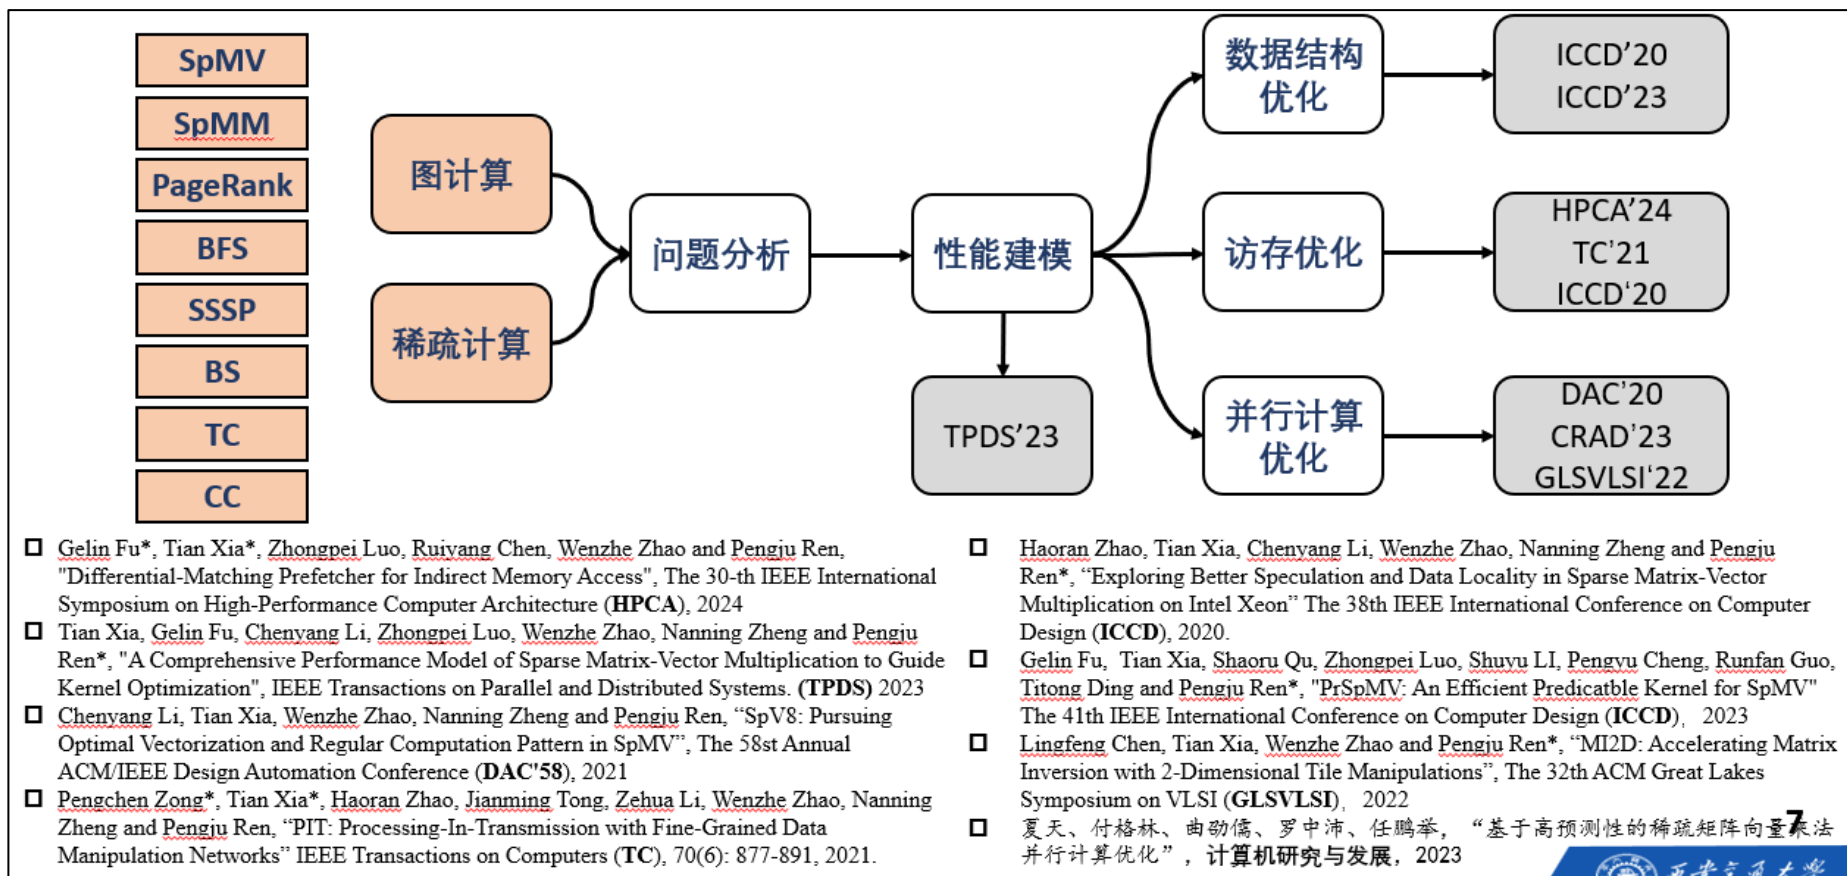 SpMV
SpMM
PageRank
BFS
SSSP
BS
TC
CC
图计算
稀疏计算
问题分析
性能建模
TPDS’23
数据结构
优化
访存优化
并行计算
优化
ICCD’20
ICCD’23
HPCA’24
TC’21
ICCD‘20
DAC’20
CRAD’23
GLSVLSI‘22
Gelin Fu*, Tian Xia*, Zhongpei Luo, Ruiyang Chen, Wenzhe Zhao and Pengju Ren,
"Differential-Matching Prefetcher for Indirect Memory Access", The 30-th IEEE International
Symposium on High-Performance Computer Architecture (HPCA), 2024
Tian Xia, Gelin Fu, Chenyang Li, Zhongpei Luo, Wenzhe Zhao, Nanning Zheng and Pengju
Ren*, "A Comprehensive Performance Model of Sparse Matrix-Vector Multiplication to Guide
Kernel Optimization", IEEE Transactions on Parallel and Distributed Systems. (TPDS) 2023
Chenyang Li, Tian Xia, Wenzhe Zhao, Nanning Zheng and Pengju Ren, “SpV8: Pursuing
Optimal Vectorization and Regular Computation Pattern in SpMV”, The 58st Annual
ACM/IEEE Design Automation Conference (DAC'58), 2021
Pengchen Zong*, Tian Xia*, Haoran Zhao, Jianming Tong, Zehua Li, Wenzhe Zhao, Nanning
Zheng and Pengju Ren, “PIT: Processing-In-Transmission with Fine-Grained Data
Manipulation Networks” IEEE Transactions on Computers (TC), 70(6): 877-891, 2021.
Haoran Zhao, Tian Xia, Chenyang Li, Wenzhe Zhao, Nanning Zheng and Pengju
Ren*, “Exploring Better Speculation and Data Locality in Sparse Matrix-Vector
Multiplication on Intel Xeon” The 38th IEEE International Conference on Computer
Design (ICCD), 2020.
Gelin Fu, Tian Xia, Shaoru Qu, Zhongpei Luo, Shuyu LI, Pengyu Cheng, Runfan Guo,
Titong Ding and Pengju Ren*, "PrSpMV: An Efficient Predicatble Kernel for SpMV"
The 41th IEEE International Conference on Computer Design (ICCD), 2023
Lingfeng Chen, Tian Xia, Wenzhe Zhao and Pengju Ren*, “MI2D: Accelerating Matrix
Inversion with 2-Dimensional Tile Manipulations”, The 32th ACM Great Lakes
Symposium on VLSI (GLSVLSI), 2022
夏天、付格林、曲劭儒、罗中沛、任鹏举，“基于高预测性的稀疏矩阵向量乘法
并行计算优化”，计算机研究与发展，2023
7
西安交通大学